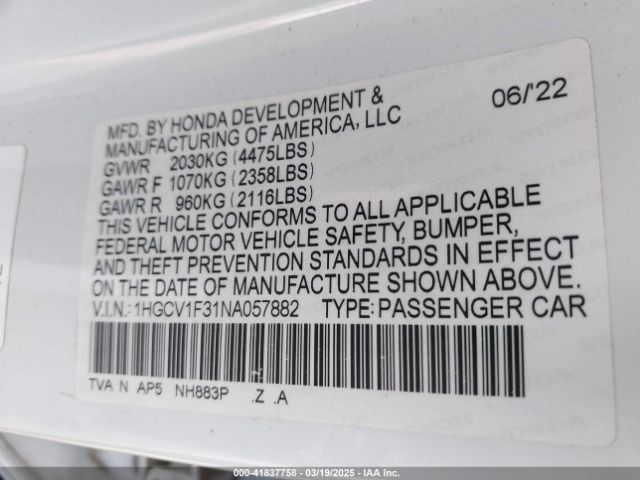 MFD. BY HONDA DEVELOPMENT & 06/22
MANUFACTURING OF AMERICA, LLC
GVWR 2030KG (4475LBS)
GAWR F 1070KG (2358LBS)
GAWR R 960KG (2116LBS)
THIS VEHICLE CONFORMS TO ALL APPLICABLE
FEDERAL MOTOR VEHICLE SAFETY, BUMPER,
AND THEFT PREVENTION STANDARDS IN EFFECT
ON THE DATE OF MANUFACTURE SHOWN ABOVE.
V.I.N.: 1HGCV1F31NA057882 TYPE: PASSENGER CAR
TVA N AP5 NH883P .Z .A
000-41837758 - 03/19/2025 - IAA Inc.